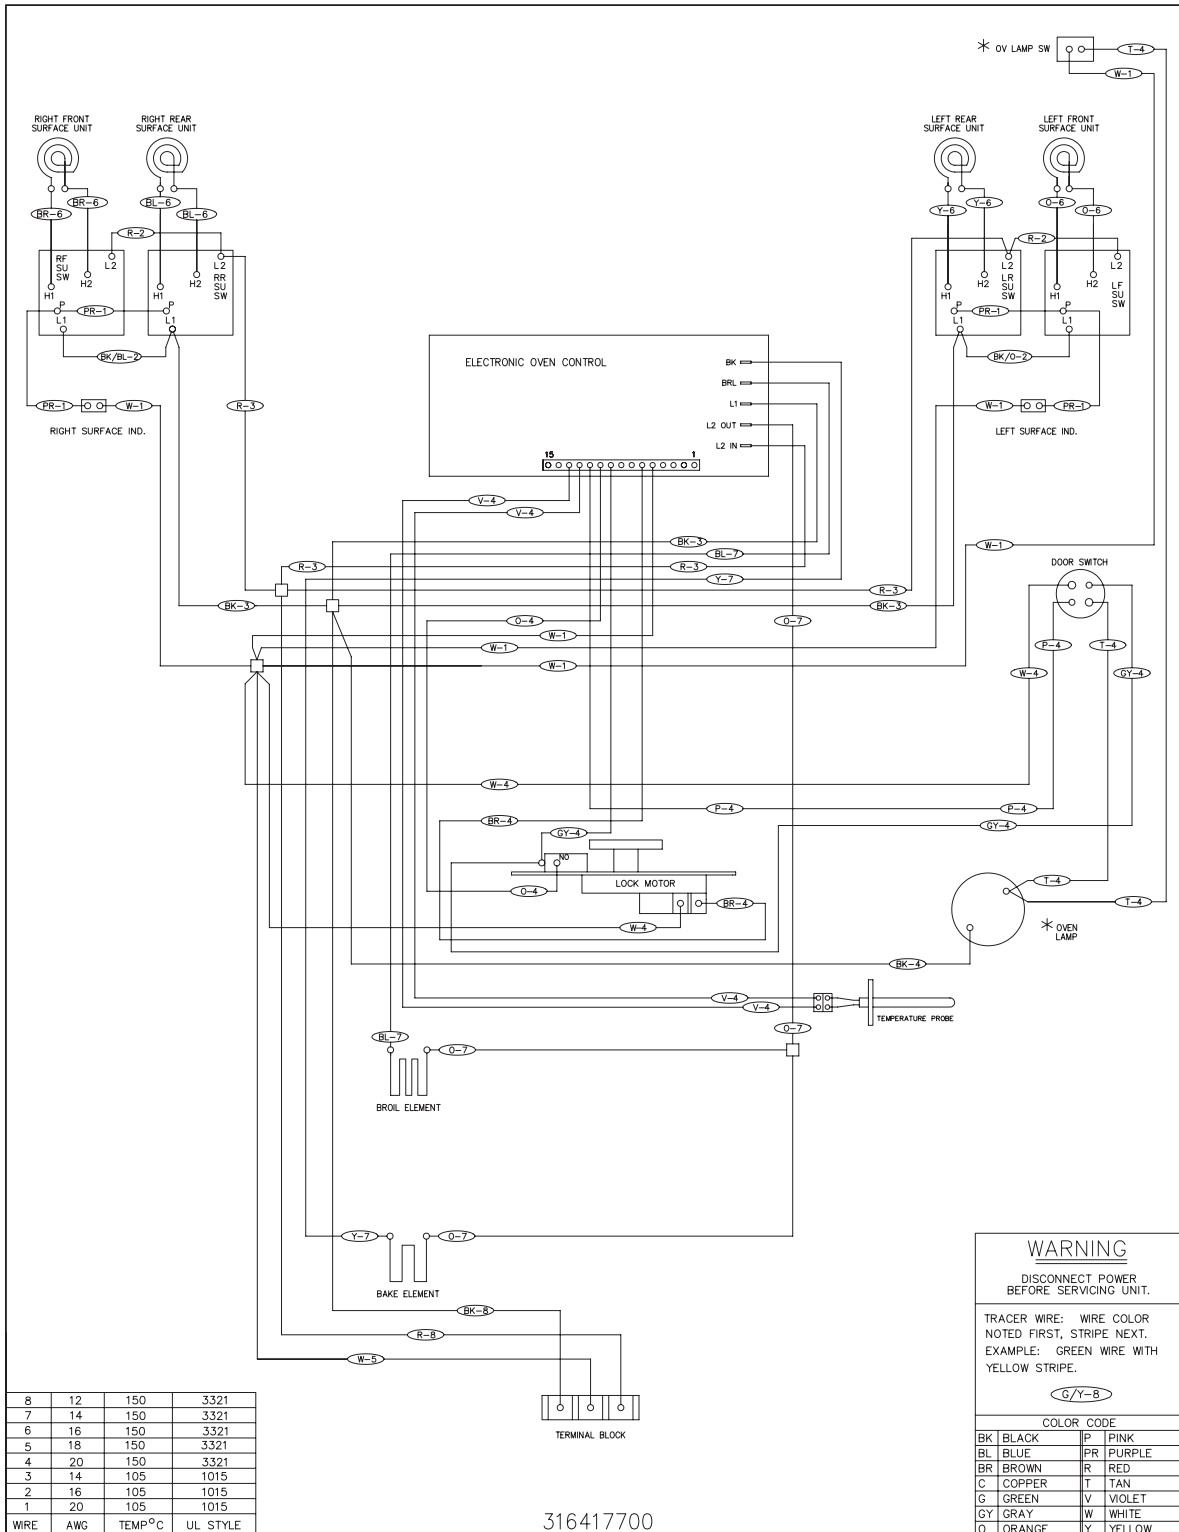 OV LAMP SW
T-4
W-1
RIGHT FRONT
SURFACE UNIT
RIGHT REAR
SURFACE UNIT
LEFT REAR
SURFACE UNIT
LEFT FRONT
SURFACE UNIT
BR-6
BR-6
BL-6
BL-6
Y-6
Y-6
O-6
O-6
R-2
R-2
RF
SU
SW
L2
H1
H2
P
L1
RR
SU
SW
L2
H1
H2
P
L1
LR
SU
SW
L2
H1
H2
P
L1
LF
SU
SW
L2
H1
H2
P
L1
PR-1
PR-1
BK/BL-2
BK/O-2
PR-1
W-1
R-3
RIGHT SURFACE IND.
W-1
PR-1
LEFT SURFACE IND.
ELECTRONIC OVEN CONTROL
BK
BRL
L1
L2 OUT
L2 IN
15
1
V-4
V-4
BK-3
BL-7
R-3
R-3
Y-7
W-1
DOOR SWITCH
R-3
BK-3
BK-3
O-4
O-7
W-1
W-1
W-1
P-4
T-4
W-4
GY-4
W-4
P-4
P-4
BR-4
GY-4
GY-4
NO
LOCK MOTOR
O-4
BR-4
W-4
T-4
T-4
OVEN
LAMP
BK-4
V-4
V-4
TEMPERATURE PROBE
O-7
BL-7
O-7
BROIL ELEMENT
Y-7
O-7
BAKE ELEMENT
BK-8
R-8
W-5
TERMINAL BLOCK
WARNING
DISCONNECT POWER
BEFORE SERVICING UNIT.
TRACER WIRE: WIRE COLOR
NOTED FIRST, STRIPE NEXT.
EXAMPLE: GREEN WIRE WITH
YELLOW STRIPE.
G/Y-8
COLOR CODE
BK BLACK P PINK
BL BLUE PR PURPLE
BR BROWN R RED
C COPPER T TAN
G GREEN V VIOLET
GY GRAY W WHITE
O ORANGE Y YELLOW
8 12 150 3321
7 14 150 3321
6 16 150 3321
5 18 150 3321
4 20 150 3321
3 14 105 1015
2 16 105 1015
1 20 105 1015
WIRE AWG TEMP°C UL STYLE
316417700